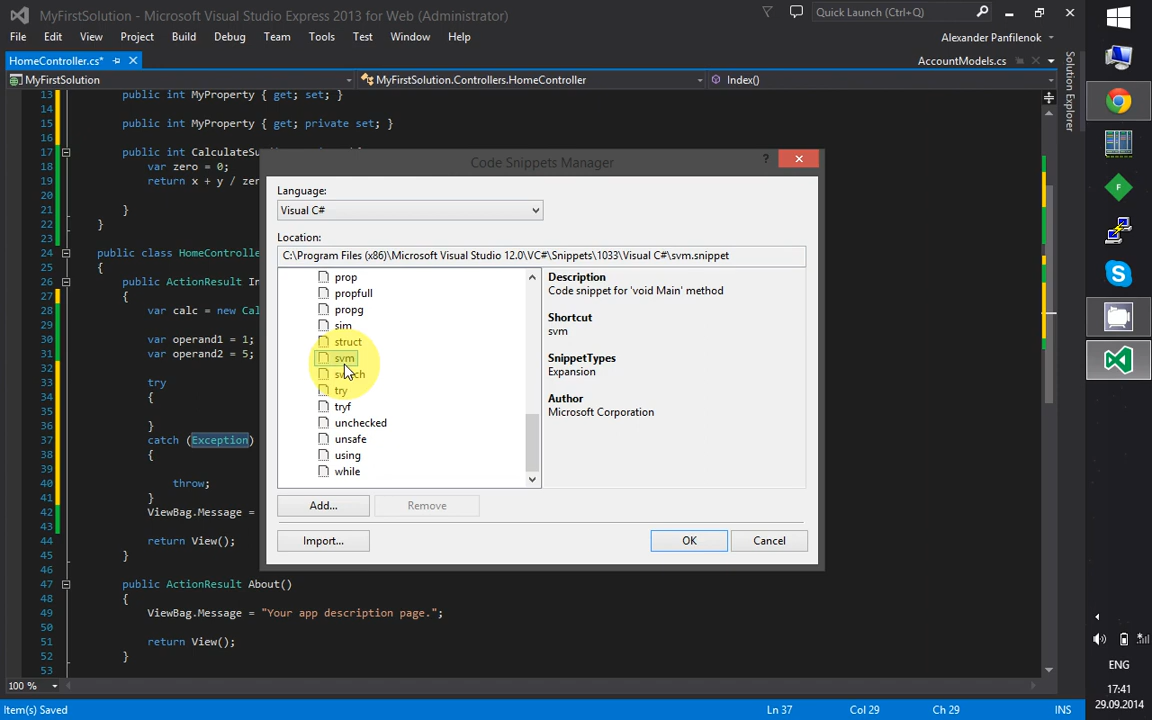 MyFirstSolution - Microsoft Visual Studio Express 2013 for Web (Administrator)
Quick Launch (Ctrl+Q)
File Edit View Project Build Debug Team Tools Test Window Help
Alexander Panfilenok
HomeController.cs*
AccountModels.cs
Solution Explorer
MyFirstSolution
MyFirstSolution.Controllers.HomeController
Index()
13 public int MyProperty { get; set; }
14
15 public int MyProperty { get; private set; }
16
17 public int
18 var zero = 0;
19 return x + y /
20
21 }
22 }
23
24 public class
25 {
26 public ActionResult
27 {
28 var calc = new
29
30 var operand1 = 1;
31 var operand2 = 5;
32
33 try
34 {
35
36 }
37 catch (Exception)
38 {
39
40 throw;
41 }
42 ViewBag.Message =
43
44 return View();
45 }
46
47 public ActionResult About()
48 {
49 ViewBag.Message = "Your app description page.";
50
51 return View();
52 }
53
Code Snippets Manager
?
Language:
Visual C#
Location:
C:\Program Files (x86)\Microsoft Visual Studio 12.0\VC#\Snippets\1033\Visual C#\svm.snippet
prop
propfull
propg
sim
struct
svm
switch
try
tryf
unchecked
unsafe
using
while
Description
Code snippet for 'void Main' method
Shortcut
svm
SnippetTypes
Expansion
Author
Microsoft Corporation
Add... Remove
Import... OK Cancel
100 %
Item(s) Saved
Ln 37 Col 29 Ch 29 INS
F
ENG
17:41
29.09.2014